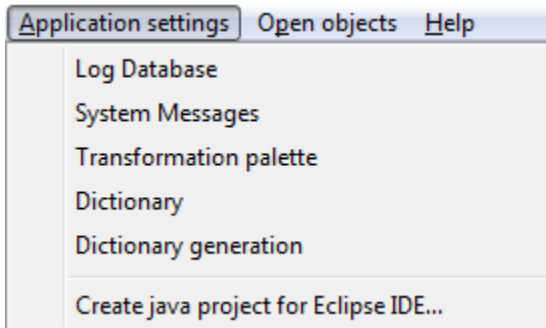 Application settings Open objects Help
Log Database
System Messages
Transformation palette
Dictionary
Dictionary generation
Create java project for Eclipse IDE...